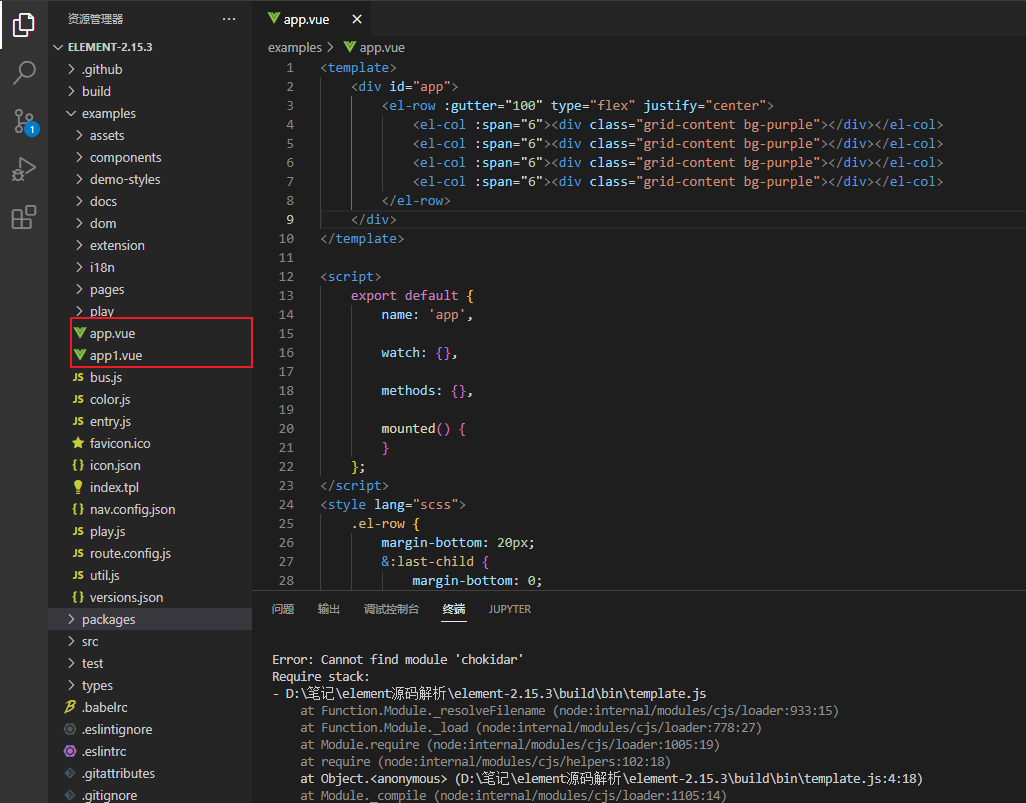 资源管理器
ELEMENT-2.15.3
.github
build
examples
assets
components
demo-styles
docs
dom
extension
i18n
pages
play
app.vue
app1.vue
JS bus.js
JS color.js
JS entry.js
favicon.ico
{} icon.json
index.tpl
{} nav.config.json
JS play.js
JS route.config.js
JS util.js
{} versions.json
packages
src
test
types
.babelrc
.eslintignore
.eslintrc
.gitattributes
.gitignore
1
app.vue
examples > app.vue
1 <template>
2 <div id="app">
3 <el-row :gutter="100" type="flex" justify="center">
4 <el-col :span="6"><div class="grid-content bg-purple"></div></el-col>
5 <el-col :span="6"><div class="grid-content bg-purple"></div></el-col>
6 <el-col :span="6"><div class="grid-content bg-purple"></div></el-col>
7 <el-col :span="6"><div class="grid-content bg-purple"></div></el-col>
8 </el-row>
9 </div>
10 </template>
11
12 <script>
13 export default {
14 name: 'app',
15
16 watch: {},
17
18 methods: {},
19
20 mounted() {
21 }
22 };
23 </script>
24 <style lang="scss">
25 .el-row {
26 margin-bottom: 20px;
27 &:last-child {
28 margin-bottom: 0;
问题 输出 调试控制台 终端 JUPYTER
Error: Cannot find module 'chokidar'
Require stack:
- D:\笔记\element源码解析\element-2.15.3\build\bin\template.js
at Function.Module._resolveFilename (node:internal/modules/cjs/loader:933:15)
at Function.Module._load (node:internal/modules/cjs/loader:778:27)
at Module.require (node:internal/modules/cjs/loader:1005:19)
at require (node:internal/modules/cjs/helpers:102:18)
at Object.<anonymous> (D:\笔记\element源码解析\element-2.15.3\build\bin\template.js:4:18)
at Module._compile (node:internal/modules/cjs/loader:1105:14)